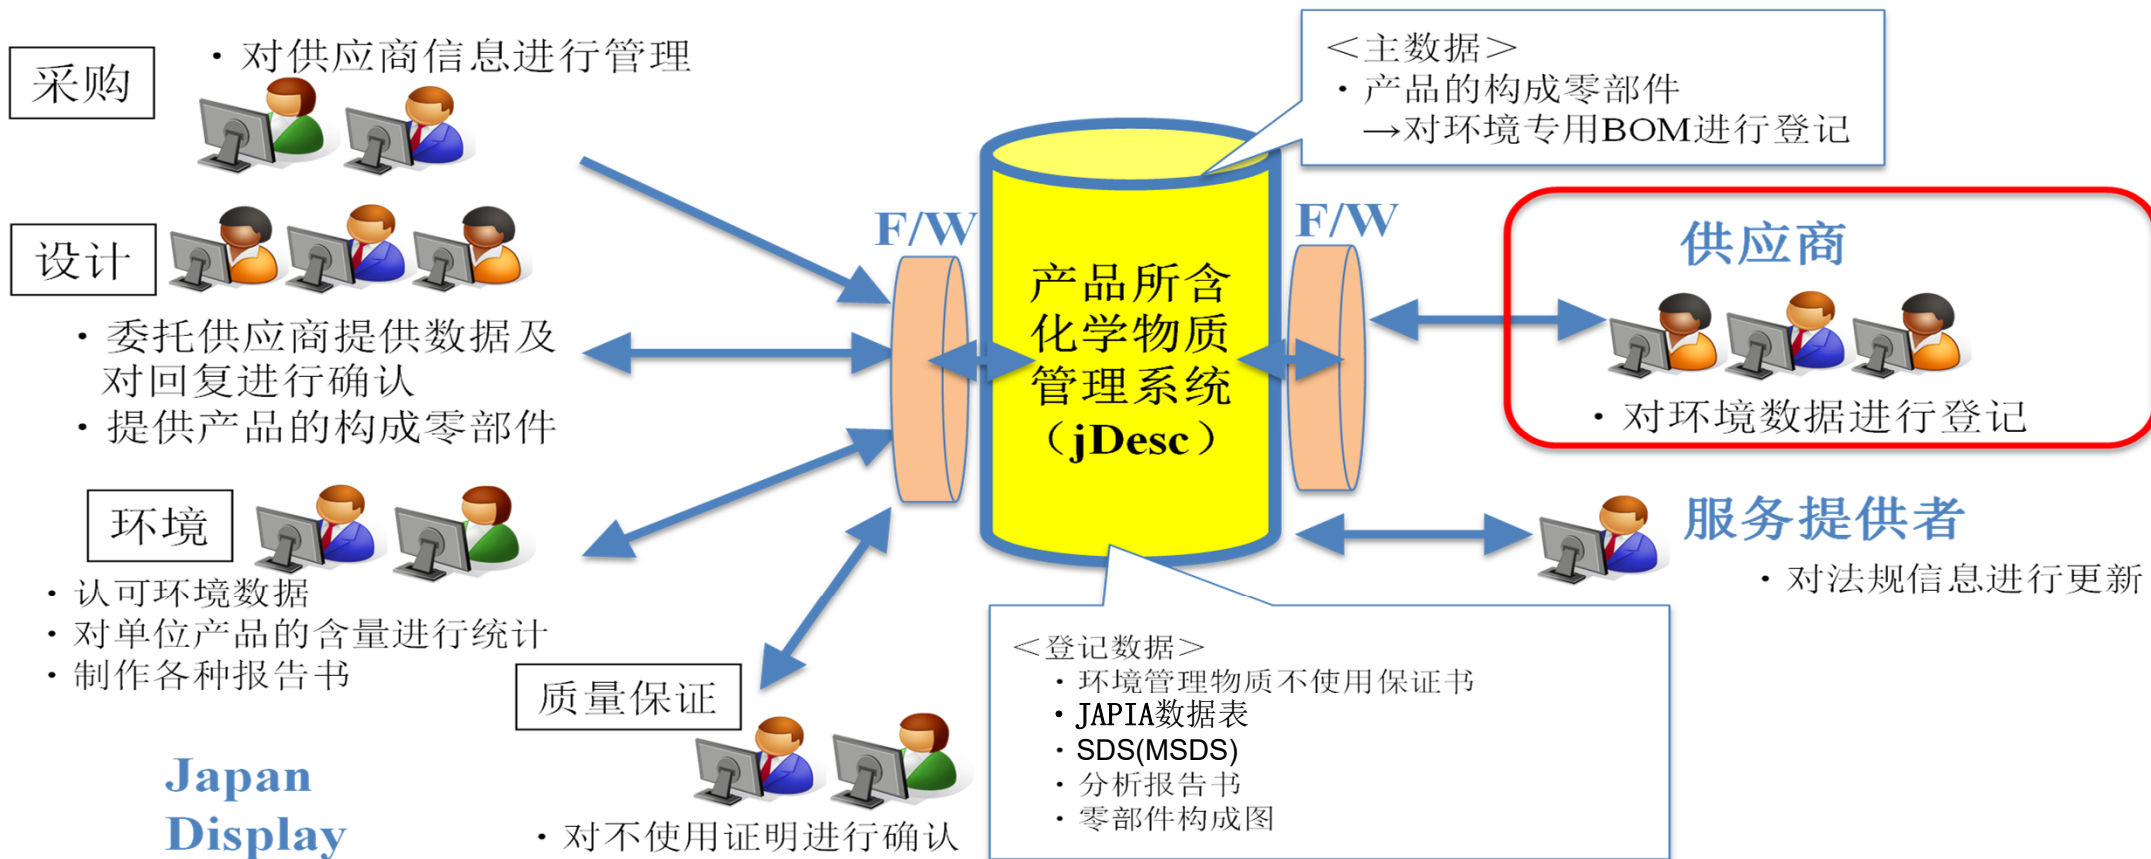 采购
・对供应商信息进行管理
设计
・委托供应商提供数据及
对回复进行确认
・提供产品的构成零部件
环境
・认可环境数据
・对单位产品的含量进行统计
・制作各种报告书
质量保证
・对不使用证明进行确认
Japan
Display
F/W
产品所含
化学物质
管理系统
（jDesc）
F/W
＜主数据＞
・产品的构成零部件
→对环境专用BOM进行登记
供应商
・对环境数据进行登记
服务提供者
・对法规信息进行更新
＜登记数据＞
・环境管理物质不使用保证书
・JAPIA数据表
・SDS(MSDS)
・分析报告书
・零部件构成图